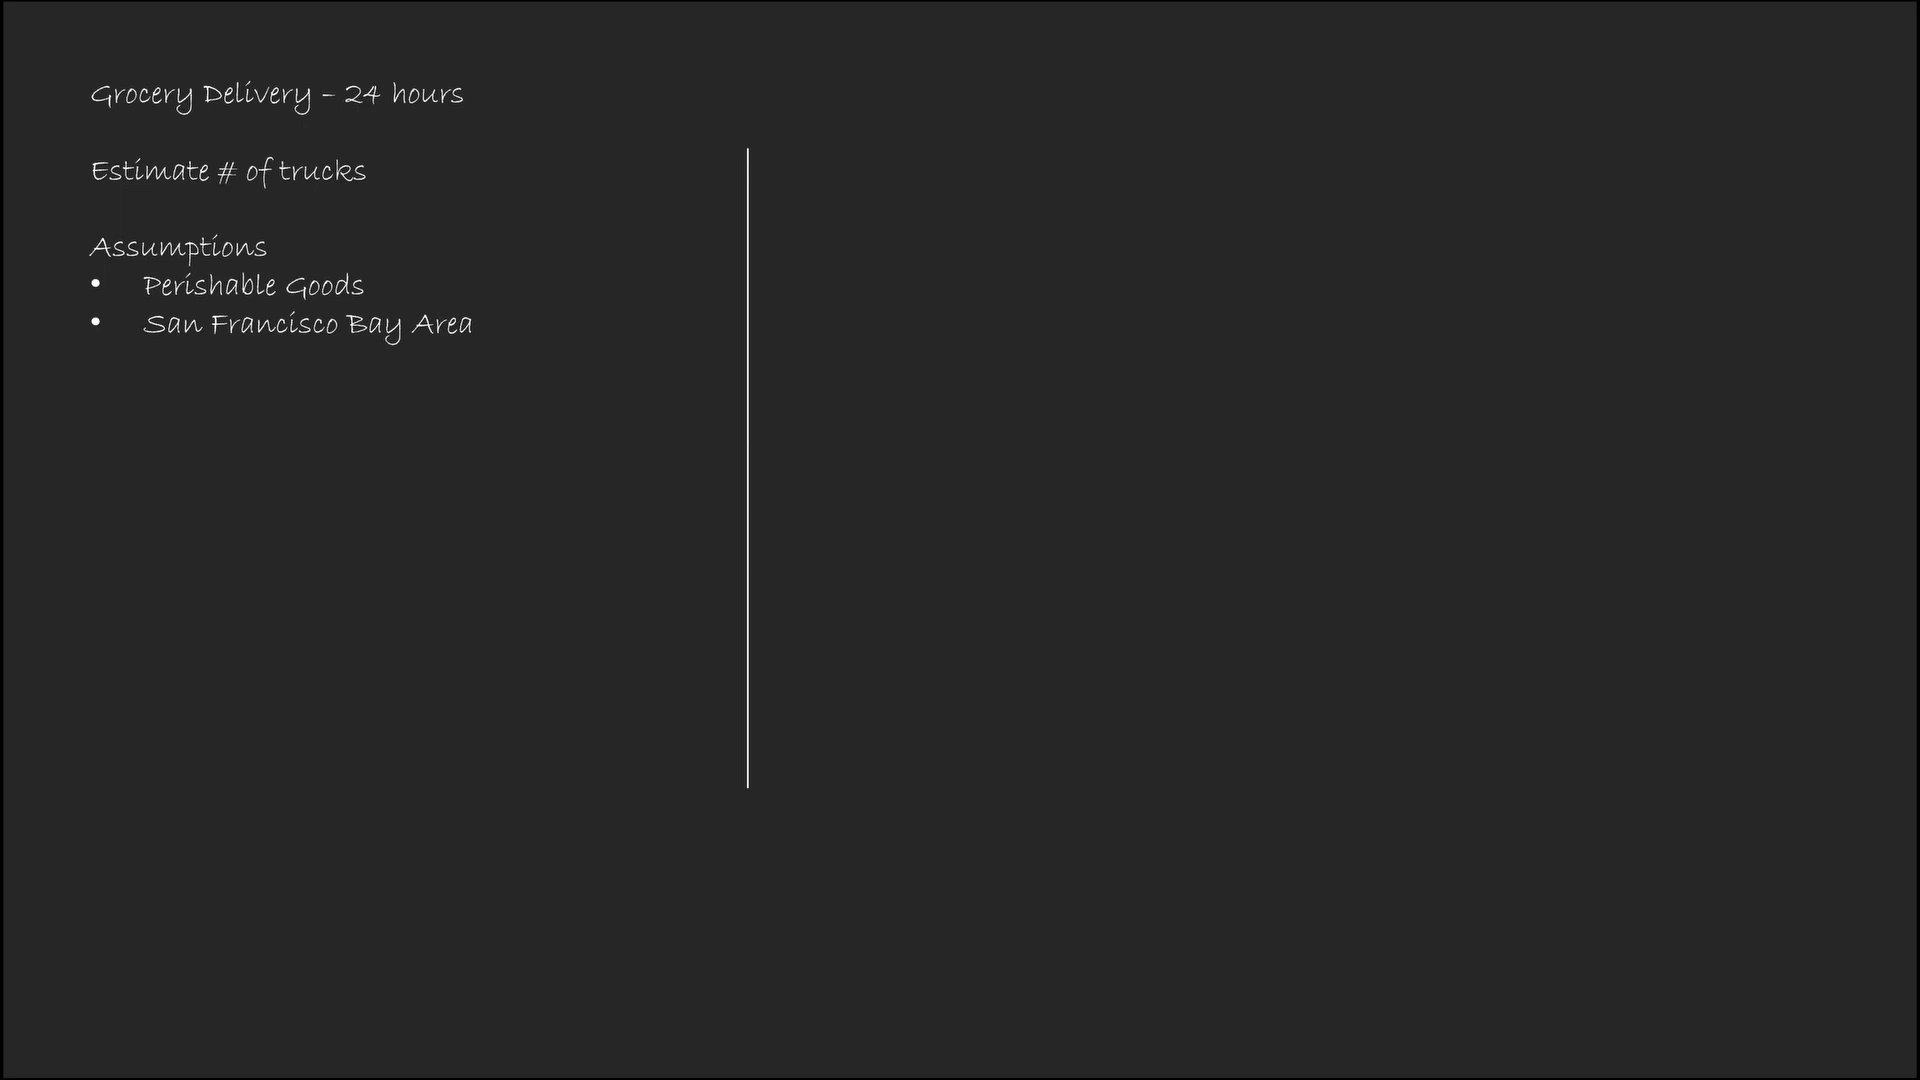 Grocery Delivery – 24 hours
Estimate # of trucks
Assumptions
• Perishable Goods
• San Francisco Bay Area